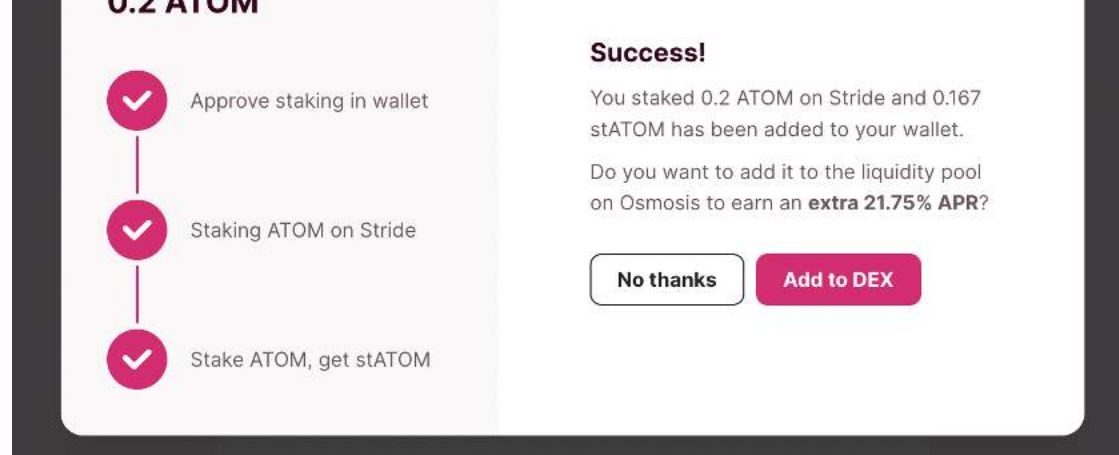 0.2 ATOM
Approve staking in wallet
Staking ATOM on Stride
Stake ATOM, get stATOM
Success!
You staked 0.2 ATOM on Stride and 0.167
stATOM has been added to your wallet.
Do you want to add it to the liquidity pool
on Osmosis to earn an extra 21.75% APR?
No thanks
Add to DEX